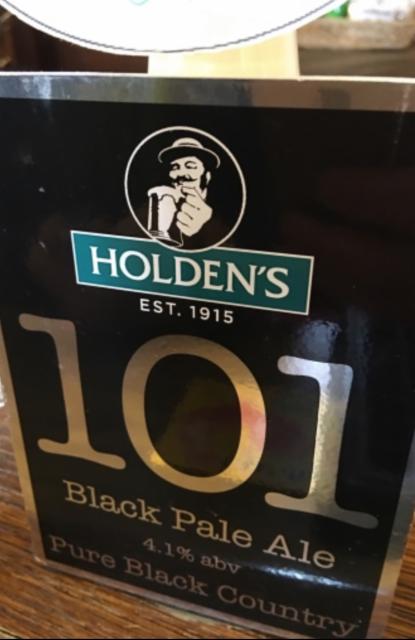 HOLDEN'S
EST. 1915
101
Black Pale Ale
4.1% abv
Pure Black Country